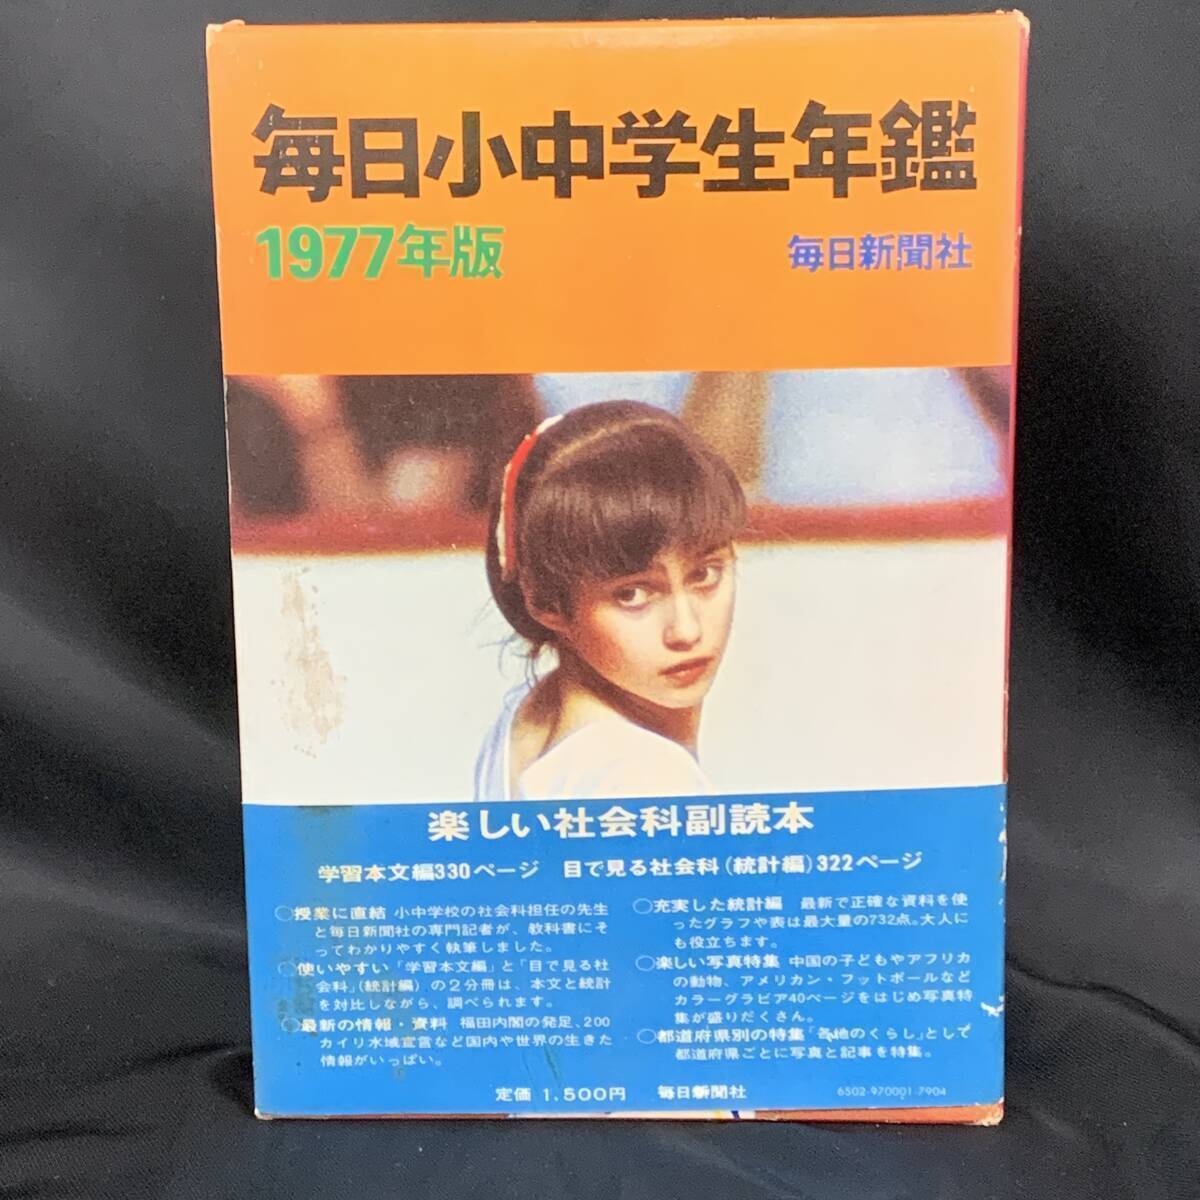 毎日小中学生年鑑
1977年版
毎日新聞社
楽しい社会科副読本
学習本文編330ページ 目で見る社会科(統計編)322ページ
○授業に直結 小中学校の社会科担任の先生
と毎日新聞社の専門記者が、教科書にそ
ってわかりやすく執筆しました。
○使いやすい「学習本文編」と「目で見る社
会科」(統計編)の2分冊は、本文と統計
を対比しながら、調べられます。
○最新の情報・資料 福田内閣の発足、200
カイリ水域宣言など国内や世界の生きた
情報がいっぱい。
○充実した統計編 最新で正確な資料を使
ったグラフや表は最大量の732点。大人に
も役立ちます。
○楽しい写真特集 中国の子どもやアフリカ
の動物、アメリカン・フットボールなど
カラーグラビア40ページをはじめ写真特
集が盛りだくさん。
○都道府県別の特集「各地のくらし」として
都道府県ごとに写真と記事を特集。
定価 1,500円 毎日新聞社
6502-970001-7904